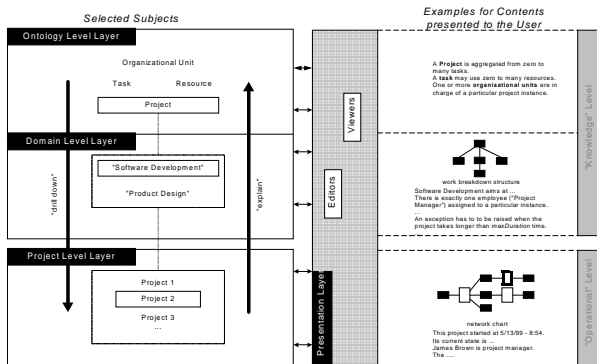 Selected Subjects
Examples for Contents
presented to the User
Ontology Level Layer
Organizational Unit
Task Resource
Project
Domain Level Layer
"Software Development"
"Product Design"
Project Level Layer
Project 1
Project 2
Project 3
...
"drill down"
"explain"
Viewers
Editors
Presentation Layer
A Project is aggregated from zero to
many tasks.
A task may use zero to many resources.
One or more organisational units are in
charge of a particular project instance.
work breakdown structure
Software Development aims at ...
There is exactly one employee ("Project
Manager") assigned to a particular instance.
....
An exception has to be raised when the
project takes longer than maxDuration time.
...
network chart
This project started at 5/13/99 - 8:54.
Its current state is ...
James Brown is project manager.
The ....
"Knowledge" Level
"Operational" Level